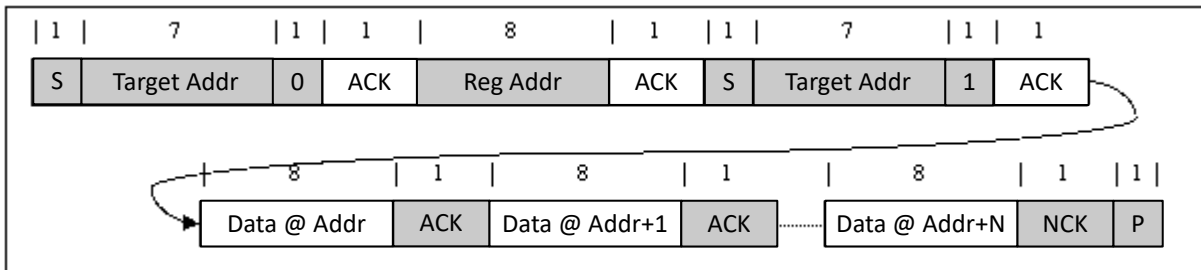 | 1 | 7 | 1 | 1 | 8 | 1 | 1 | 7 | 1 | 1
S Target Addr 0 ACK Reg Addr ACK S Target Addr 1 ACK
| 8 | 1 | 8 | 1 | 8 | 1 | 1 |
Data @ Addr ACK Data @ Addr+1 ACK Data @ Addr+N NCK P